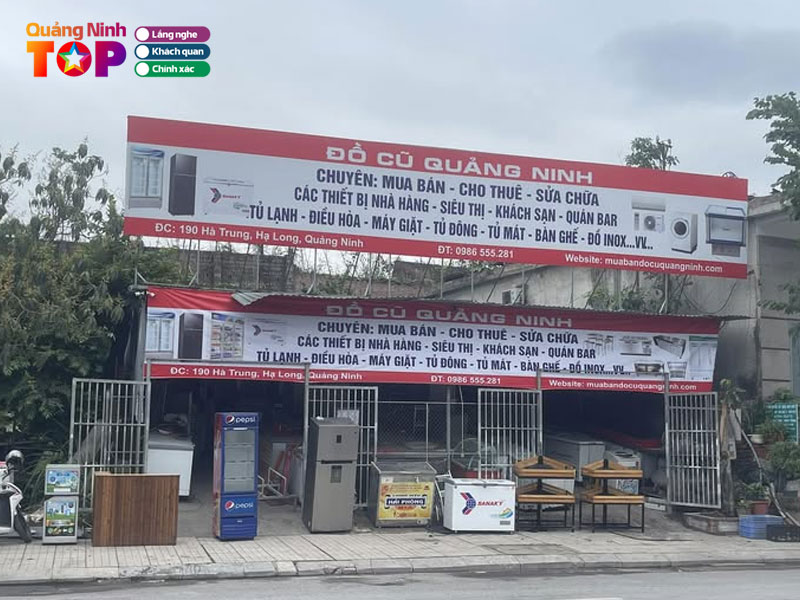 Quảng Ninh
TOP
Lắng nghe
Khách quan
Chính xác
ĐỒ CŨ QUẢNG NINH
CHUYÊN: MUA BÁN - CHO THUÊ - SỬA CHỮA
CÁC THIẾT BỊ NHÀ HÀNG - SIÊU THỊ - KHÁCH SẠN - QUÁN BAR
TỦ LẠNH - ĐIỀU HÒA - MÁY GIẶT - TỦ ĐÔNG - TỦ MÁT - BÀN GHẾ - ĐỒ INOX...VV..
ĐC: 190 Hà Trung, Hạ Long, Quảng Ninh
ĐT: 0986 555.281
Website: muabandocuquangninh.com
SANAKY
ĐỒ CŨ QUẢNG NINH
CHUYÊN: MUA BÁN - CHO THUÊ - SỬA CHỮA
CÁC THIẾT BỊ NHÀ HÀNG - SIÊU THỊ - KHÁCH SẠN - QUÁN BAR
TỦ LẠNH - ĐIỀU HÒA - MÁY GIẶT - TỦ ĐÔNG - TỦ MÁT - BÀN GHẾ - ĐỒ INOX...VV..
ĐC: 190 Hà Trung, Hạ Long, Quảng Ninh
ĐT: 0986 555.281
Website: muabandocuquangninh.com
pepsi
pepsi
HẢI PHÒNG
SANAKY